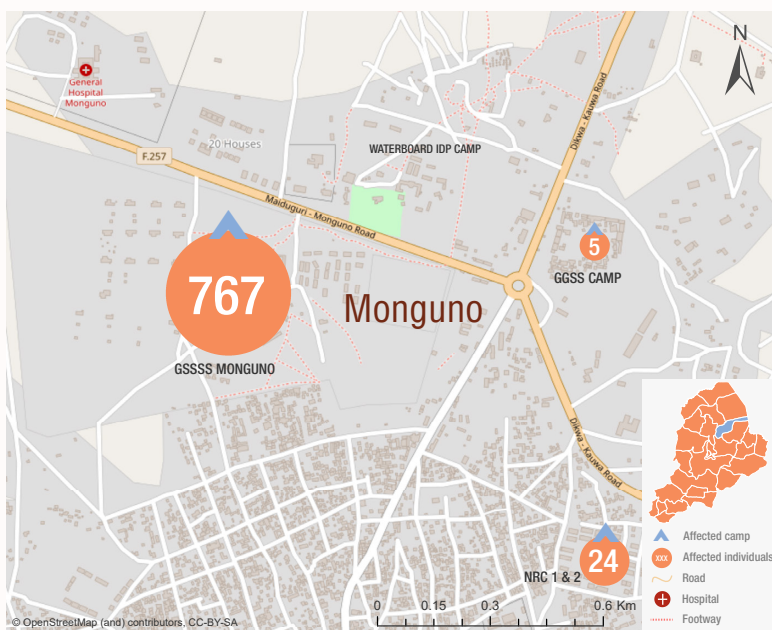 N
General
Hospital
Monguno
20 Houses
F.257
WATERBOARD IDP CAMP
Dikwa - Kauwa Road
Maiduguri - Monguno Road
5
GGSS CAMP
767
Monguno
GSSSS MONGUNO
Dikwa - Kauwa Road
24
NRC 1 & 2
Affected camp
xxx Affected individuals
Road
Hospital
Footway
0 0.15 0.3 0.6 Km
© OpenStreetMap (and) contributors, CC-BY-SA